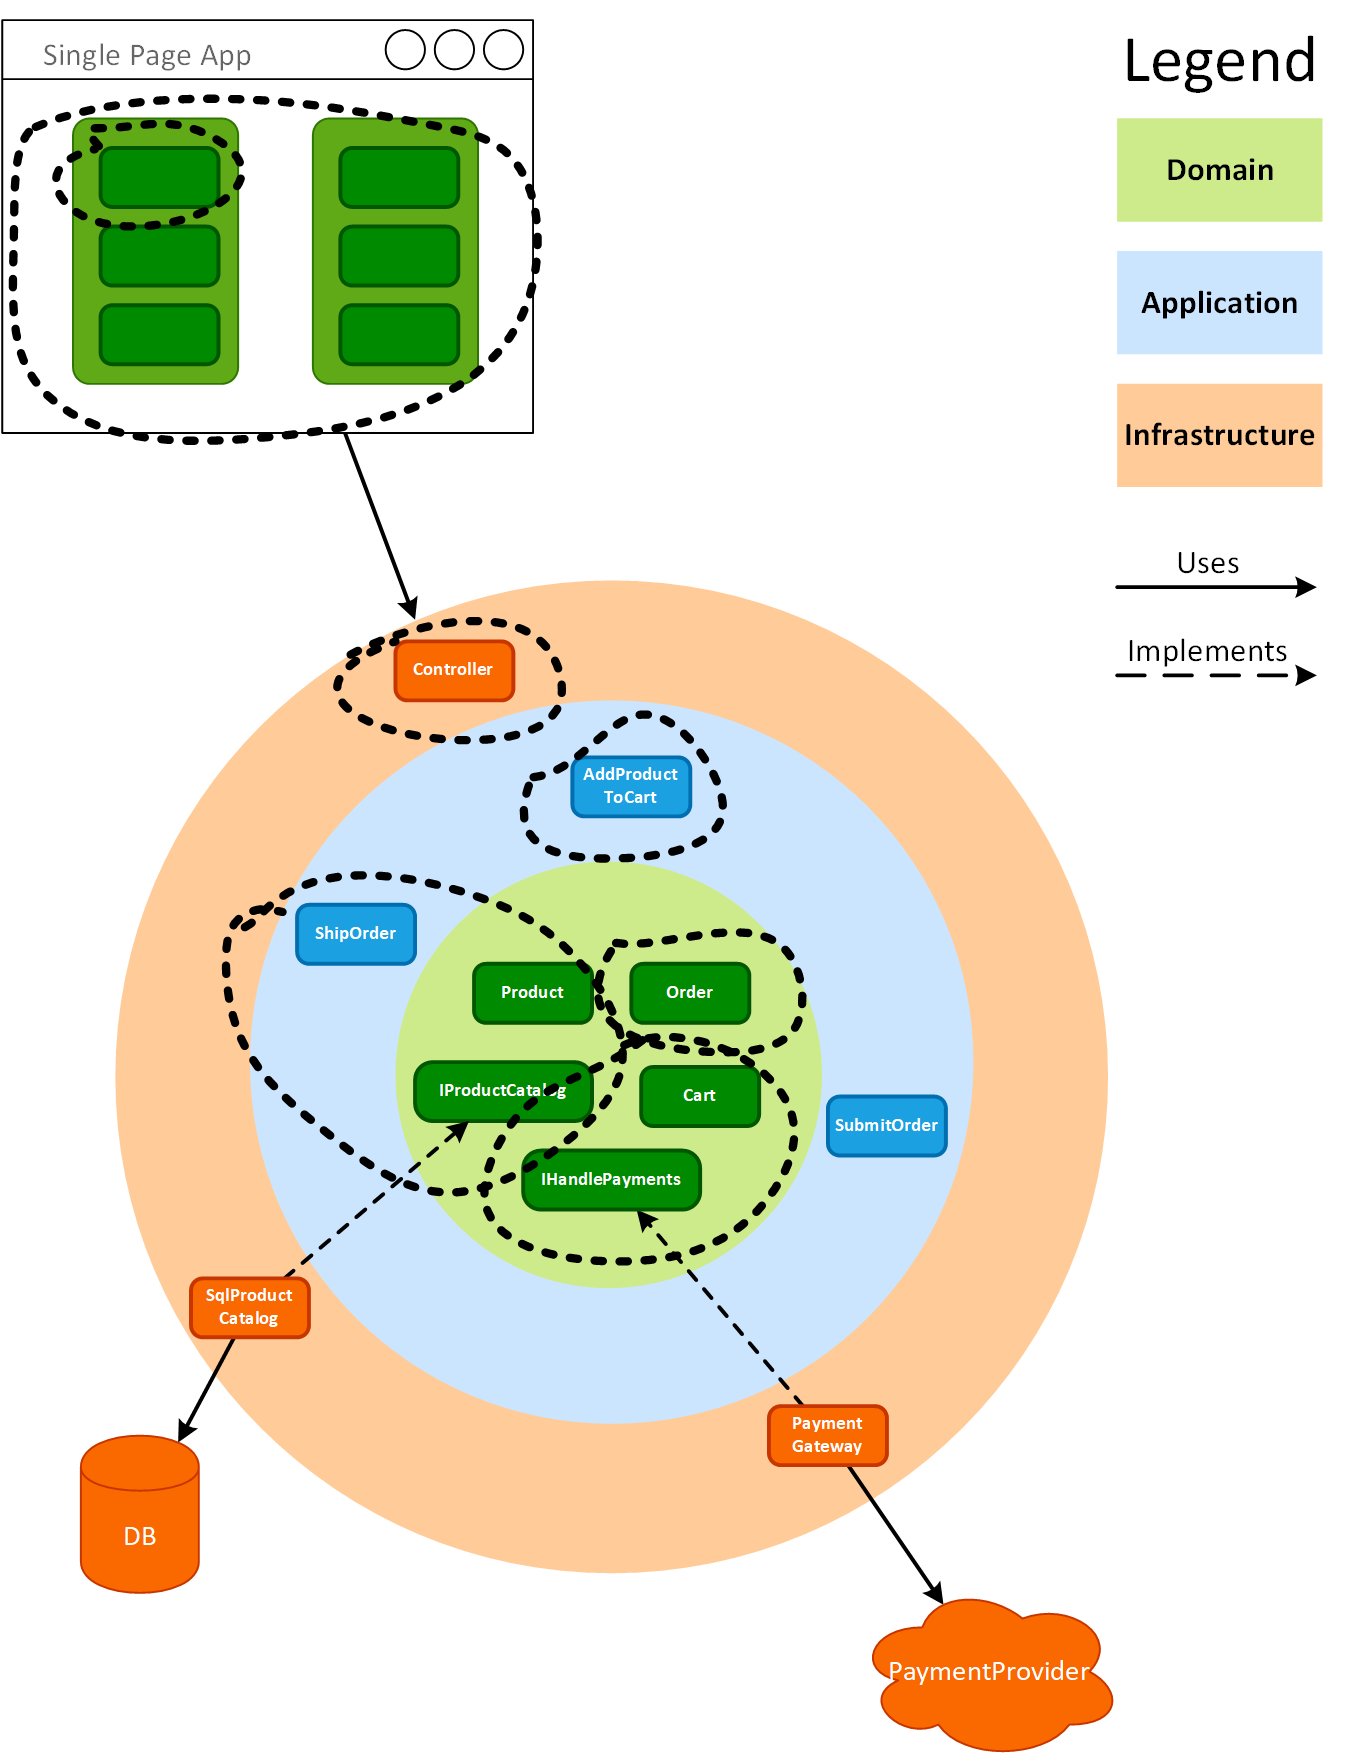 Single Page App
Legend
Domain
Application
Infrastructure
Uses
Implements
Controller
AddProduct
ToCart
ShipOrder
Product
Order
IProductCatalog
Cart
SubmitOrder
IHandlePayments
SqlProduct
Catalog
Payment
Gateway
DB
PaymentProvider